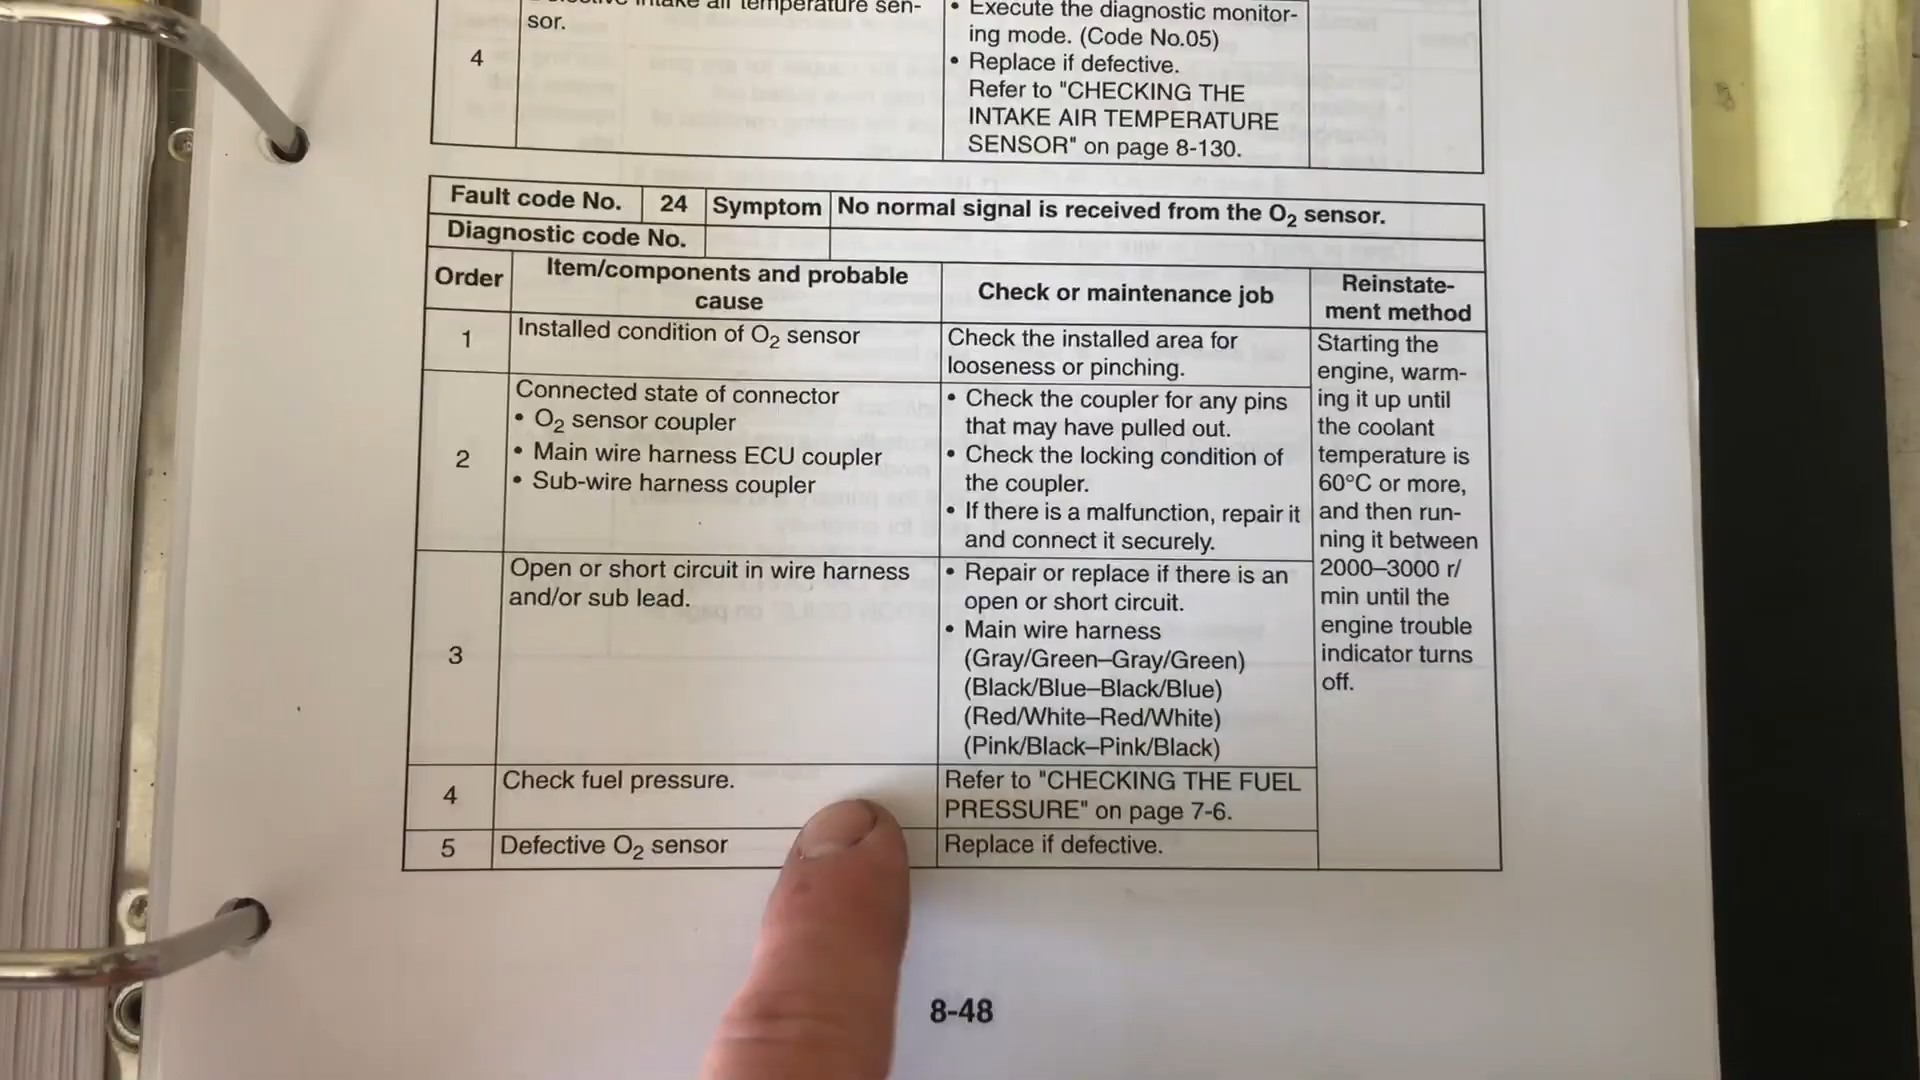 intake air temperature sen-
sor.
4
• Execute the diagnostic monitor-
ing mode. (Code No.05)
• Replace if defective.
Refer to "CHECKING THE
INTAKE AIR TEMPERATURE
SENSOR" on page 8-130.
Fault code No. 24 Symptom No normal signal is received from the O2 sensor.
Diagnostic code No.
Order
Item/components and probable
cause
Check or maintenance job
Reinstate-
ment method
1
Installed condition of O2 sensor
Check the installed area for
looseness or pinching.
2
Connected state of connector
• O2 sensor coupler
• Main wire harness ECU coupler
• Sub-wire harness coupler
• Check the coupler for any pins
that may have pulled out.
• Check the locking condition of
the coupler.
• If there is a malfunction, repair it
and connect it securely.
3
Open or short circuit in wire harness
and/or sub lead.
• Repair or replace if there is an
open or short circuit.
• Main wire harness
(Gray/Green–Gray/Green)
(Black/Blue–Black/Blue)
(Red/White–Red/White)
(Pink/Black–Pink/Black)
4
Check fuel pressure.
Refer to "CHECKING THE FUEL
PRESSURE" on page 7-6.
5
Defective O2 sensor
Replace if defective.
Starting the
engine, warm-
ing it up until
the coolant
temperature is
60°C or more,
and then run-
ning it between
2000–3000 r/
min until the
engine trouble
indicator turns
off.
8-48